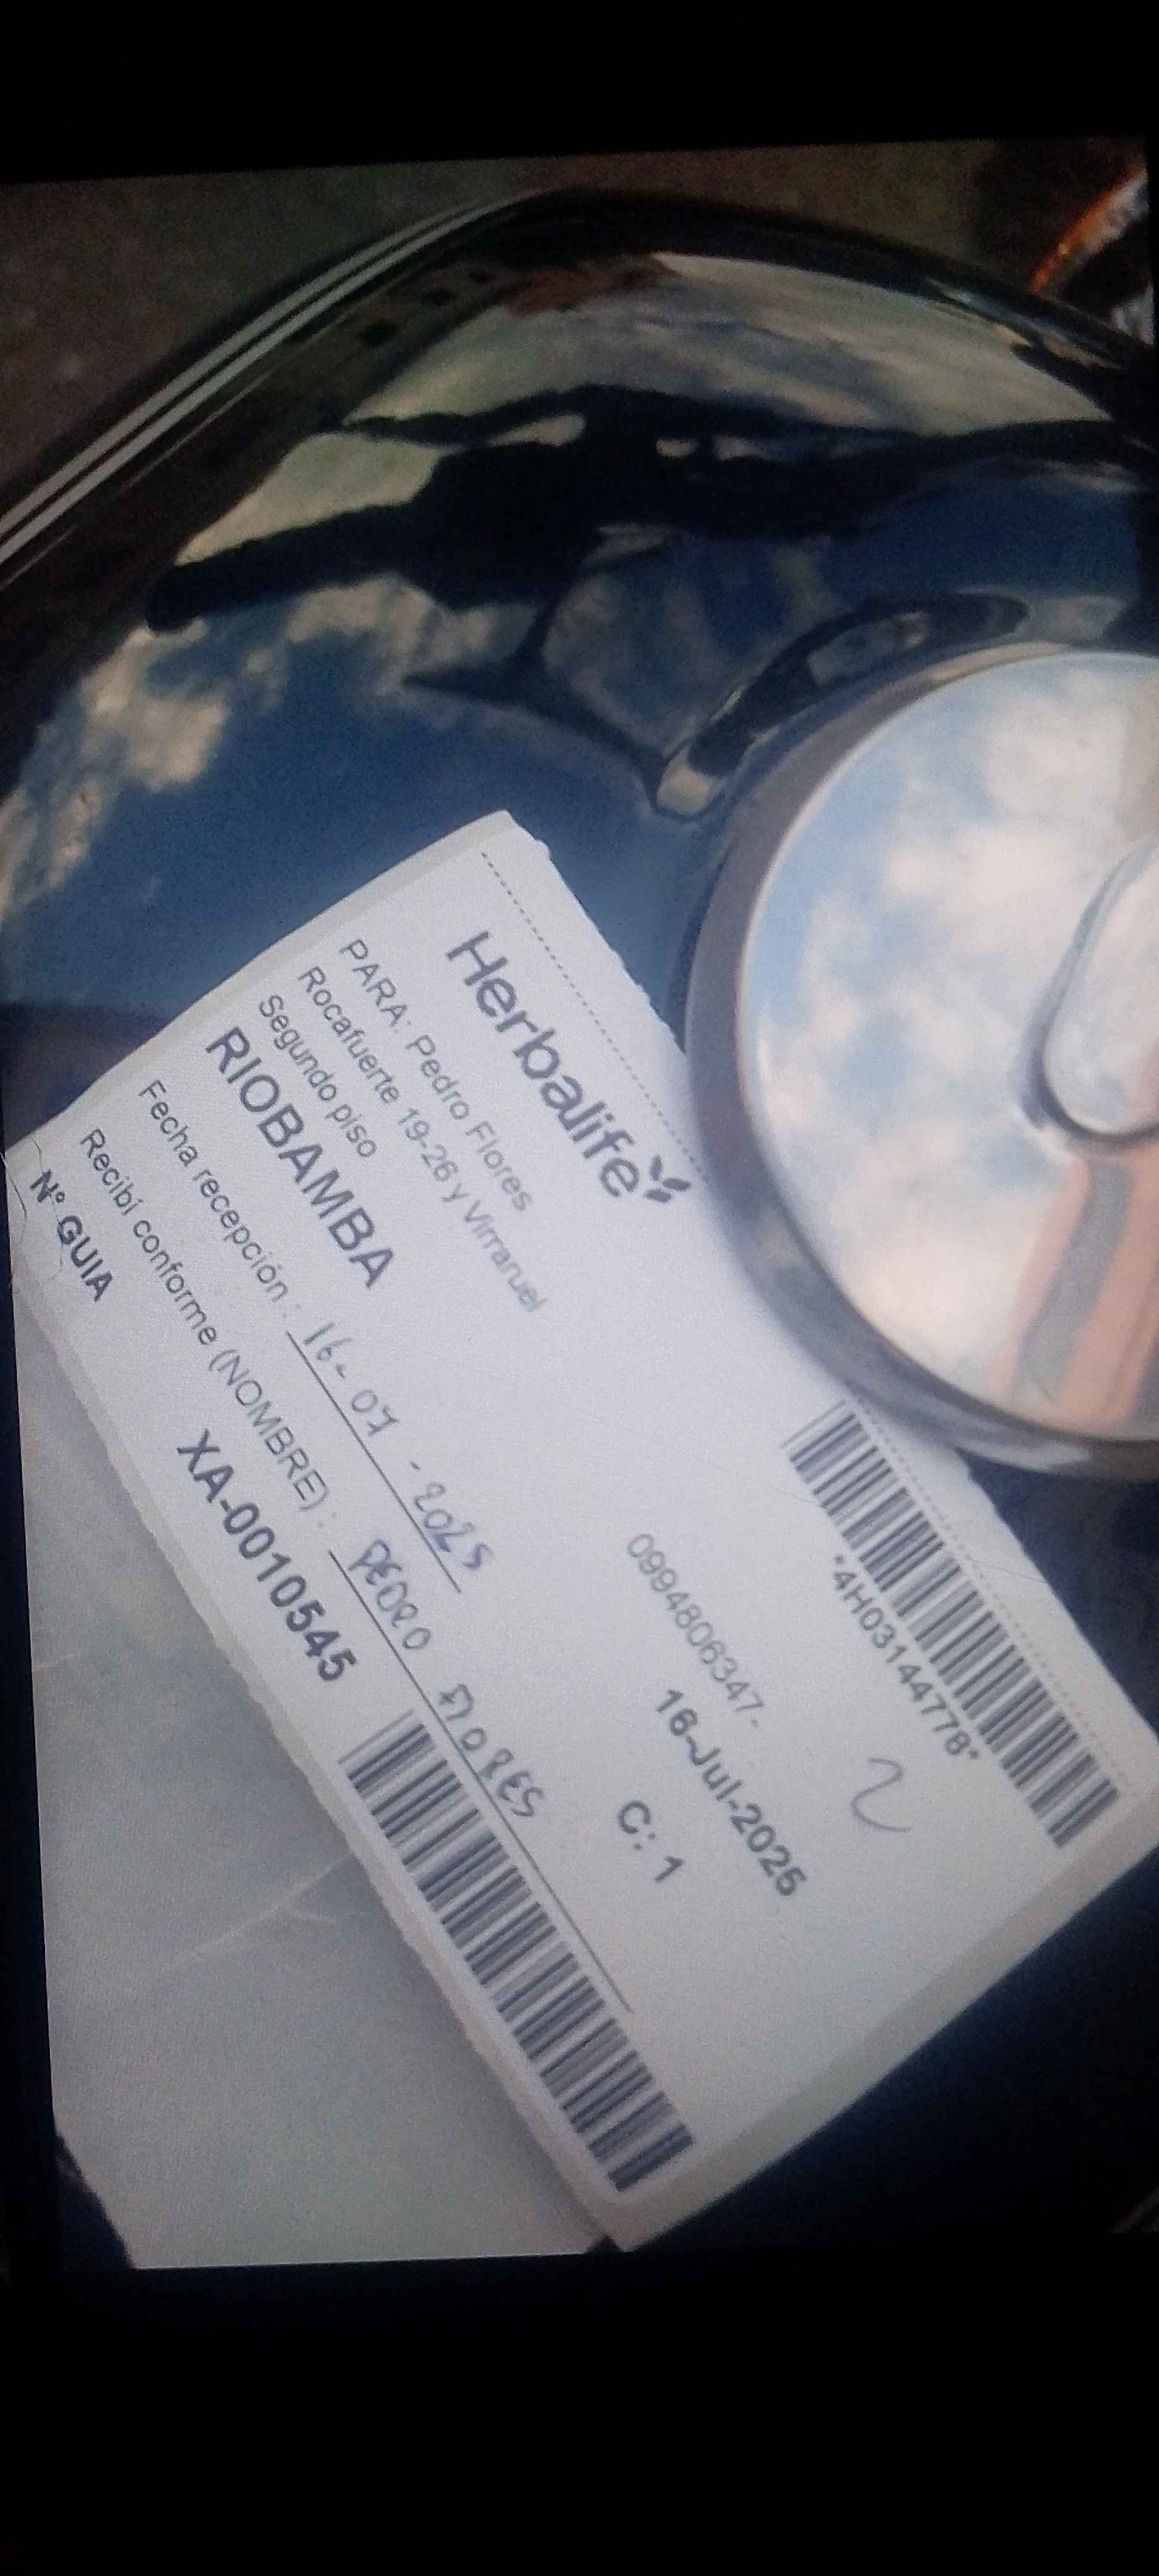 Herbalife
*4H03144778*
PARA: Pedro Flores
Rocafuerte 19-26 y Virraruel
Segundo piso
0994806347-
RIOBAMBA
16-Jul-2025
2
C: 1
Fecha recepción : 16-07-2025
Recibí conforme (NOMBRE) : PEDRO FLORES
Nº GUIA
XA-0010545